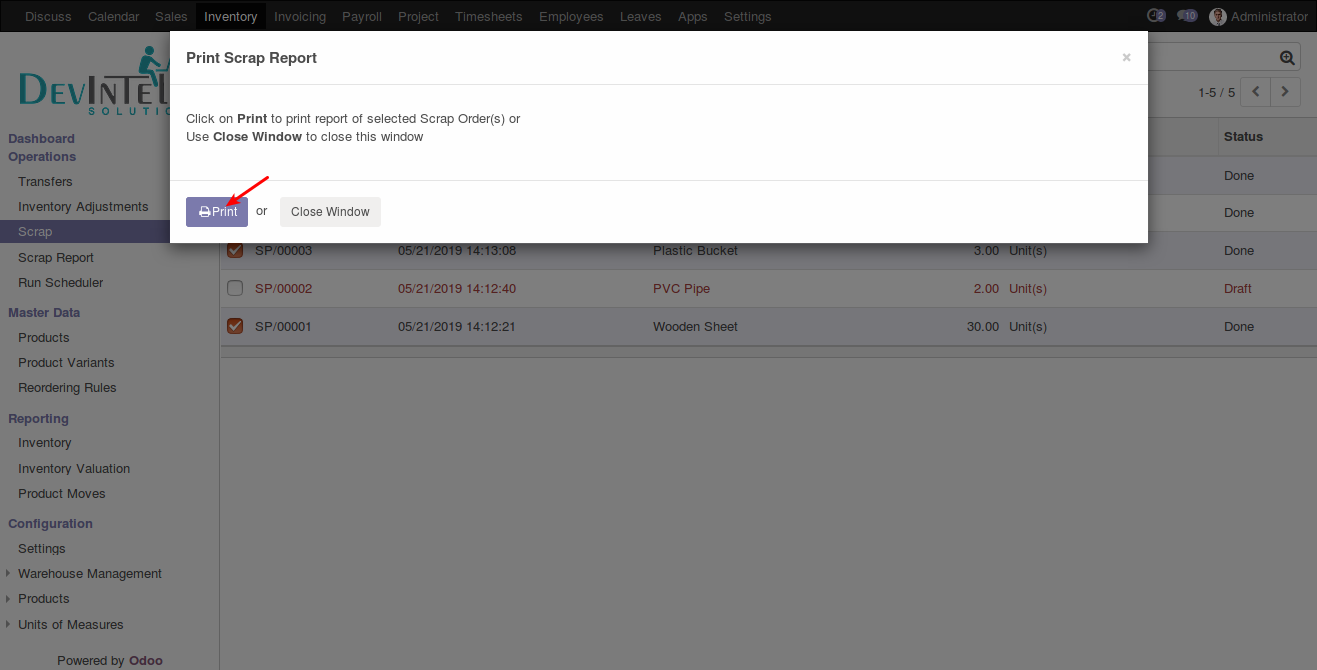 Discuss Calendar Sales Inventory Invoicing Payroll Project Timesheets Employees Leaves Apps Settings 2 10 Administrator
Print Scrap Report ×
DEVINTEL
SOLUTIO
1-5 / 5
Click on Print to print report of selected Scrap Order(s) or
Use Close Window to close this window
Print or Close Window
Dashboard
Operations
Transfers
Inventory Adjustments
Scrap
Scrap Report
Run Scheduler
Master Data
Products
Product Variants
Reordering Rules
Reporting
Inventory
Inventory Valuation
Product Moves
Configuration
Settings
Warehouse Management
Products
Units of Measures
Powered by Odoo
Status
Done
Done
SP/00003 05/21/2019 14:13:08 Plastic Bucket 3.00 Unit(s) Done
SP/00002 05/21/2019 14:12:40 PVC Pipe 2.00 Unit(s) Draft
SP/00001 05/21/2019 14:12:21 Wooden Sheet 30.00 Unit(s) Done